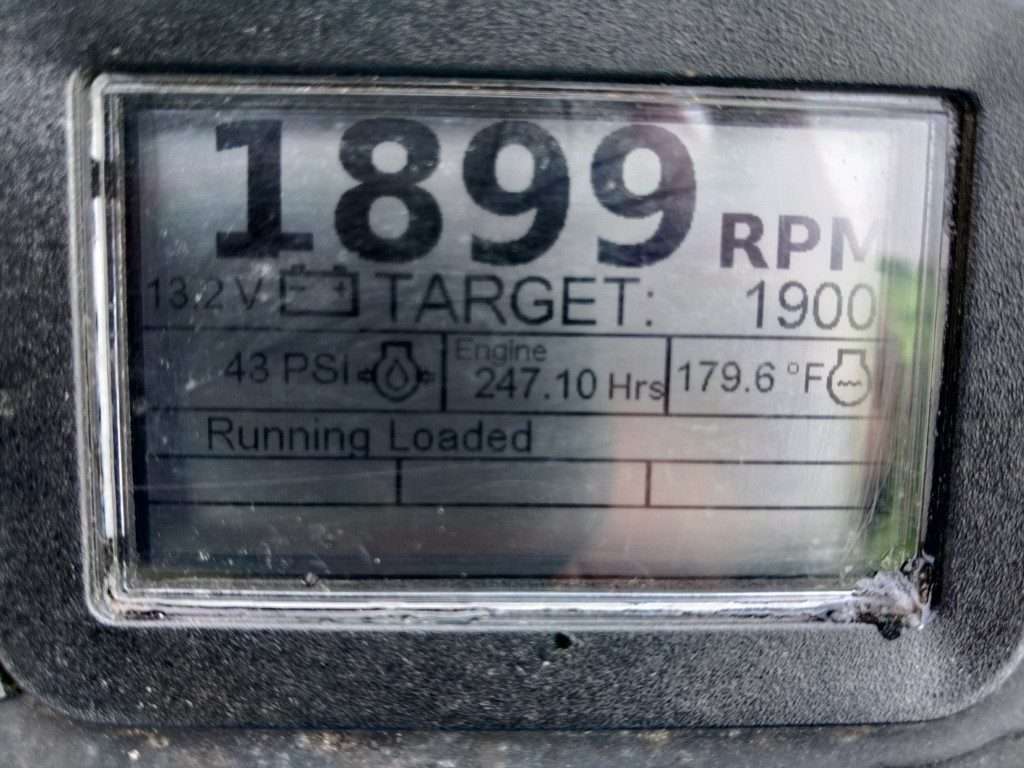 1899 RPM
13.2 V TARGET: 1900
43 PSI Engine 247.10 Hrs 179.6 °F
Running Loaded